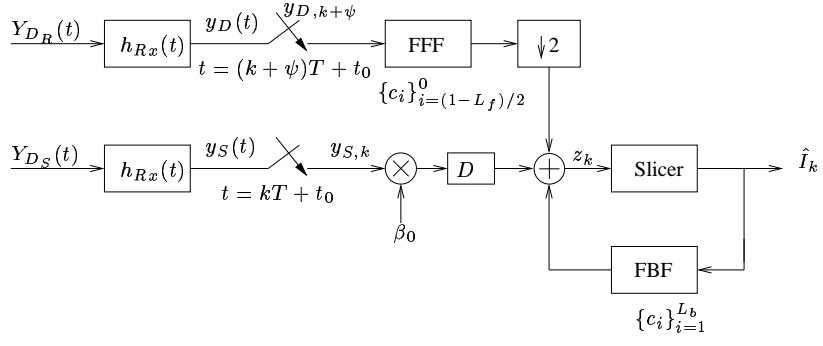 Y_{D_R}(t)
h_{Rx}(t)
y_D(t)
y_{D,k+ψ}
t = (k + ψ)T + t_0
FFF
{c_i}^0_{i=(1−L_f)/2}
↓2
Y_{D_S}(t)
h_{Rx}(t)
y_S(t)
t = kT + t_0
y_{S,k}
×
β_0
D
+
z_k
Slicer
Î_k
FBF
{c_i}^{L_b}_{i=1}